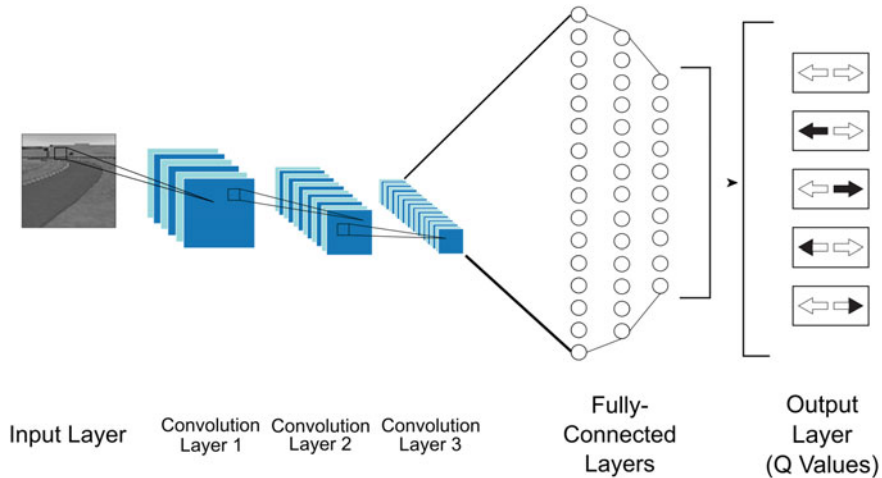 Input Layer
Convolution
Layer 1
Convolution
Layer 2
Convolution
Layer 3
Fully-
Connected
Layers
Output
Layer
(Q Values)